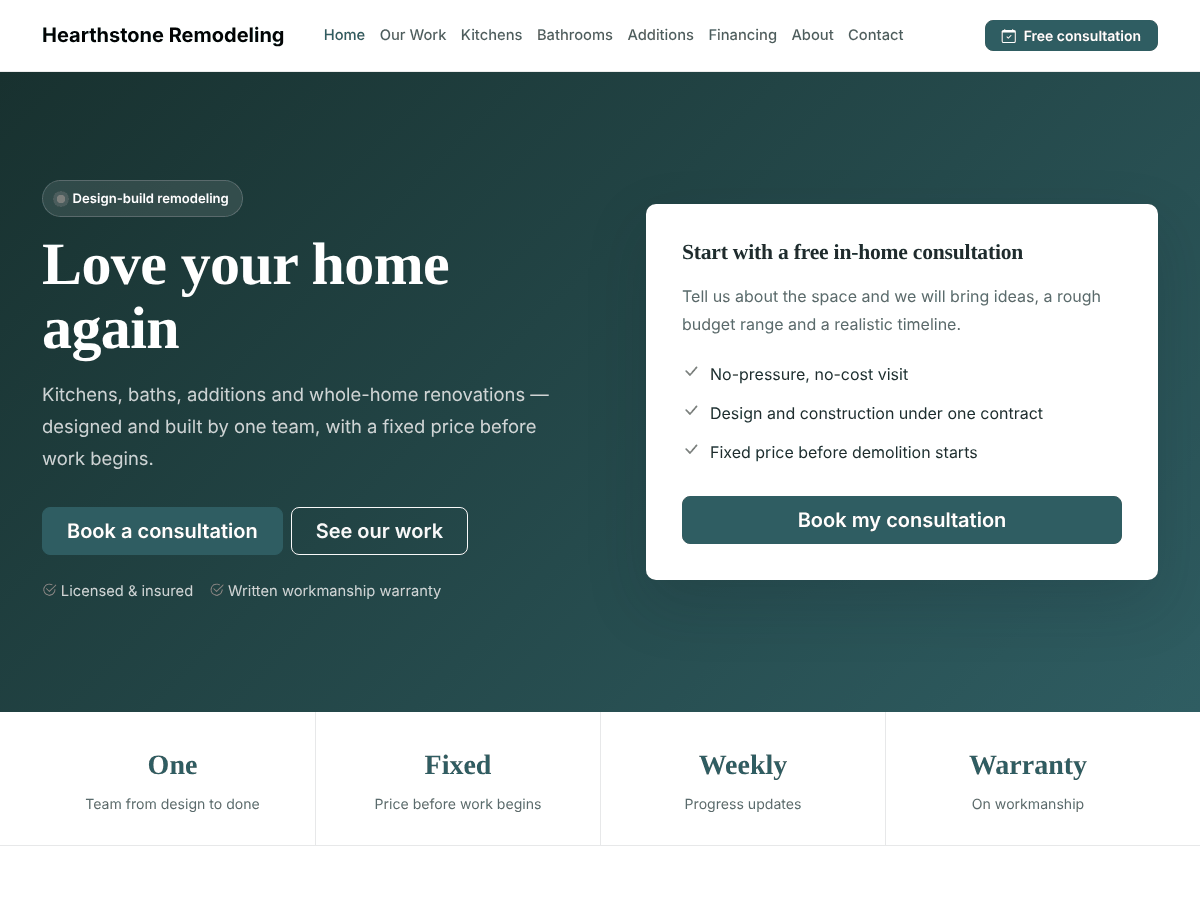 Hearthstone Remodeling
Home Our Work Kitchens Bathrooms Additions Financing About Contact
Free consultation
Design-build remodeling
Love your home
again
Kitchens, baths, additions and whole-home renovations —
designed and built by one team, with a fixed price before
work begins.
Book a consultation
See our work
Licensed & insured
Written workmanship warranty
Start with a free in-home consultation
Tell us about the space and we will bring ideas, a rough
budget range and a realistic timeline.
No-pressure, no-cost visit
Design and construction under one contract
Fixed price before demolition starts
Book my consultation
One
Team from design to done
Fixed
Price before work begins
Weekly
Progress updates
Warranty
On workmanship